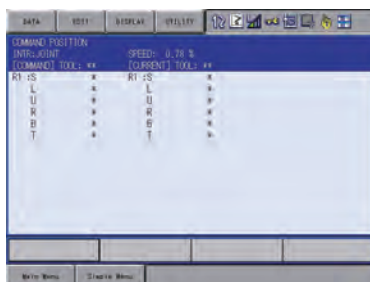 DATA EDIT DISPLAY UTILITY
COMMAND POSITION
INTR:JOINT SPEED: 0.78 %
[COMMAND] TOOL: ** [CURRENT] TOOL: **
R1 :S * R1 :S *
L * L *
U * U *
R * R *
B * B *
T * T *
Main Menu Simple Menu